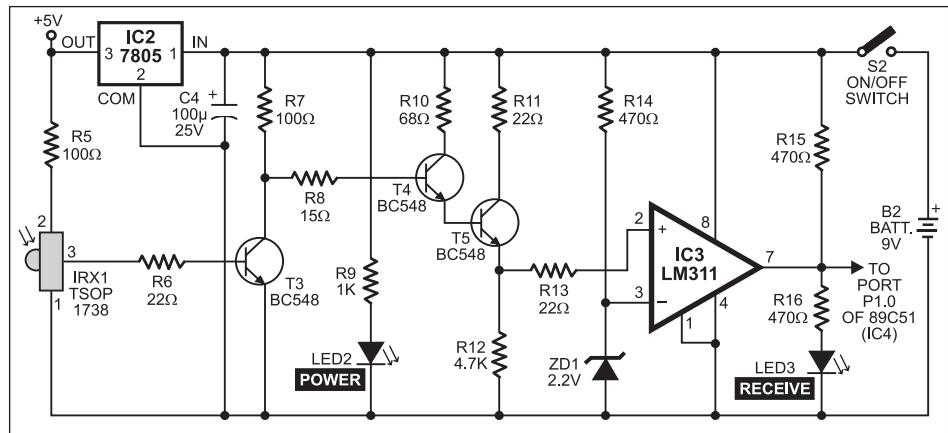 +5V
OUT
3
IC2
7805
2
1
IN
COM
C4
100µ
25V
+
R5
100Ω
2
3
1
IRX1
TSOP
1738
R6
22Ω
R7
100Ω
R8
15Ω
T3
BC548
R9
1K
LED2
POWER
R10
68Ω
T4
BC548
R11
22Ω
T5
BC548
R12
4.7K
R13
22Ω
R14
470Ω
ZD1
2.2V
2
+
3
−
IC3
LM311
8
7
4
1
R15
470Ω
R16
470Ω
LED3
RECEIVE
TO
PORT
P1.0
OF 89C51
(IC4)
S2
ON/OFF
SWITCH
B2
BATT.
9V
+